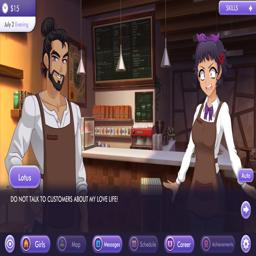 $15
July 2 Evening
SKILLS
Lotus
Auto
DO NOT TALK TO CUSTOMERS ABOUT MY LOVE LIFE!
Girls
Map
Messages
Schedule
Career
Achievements